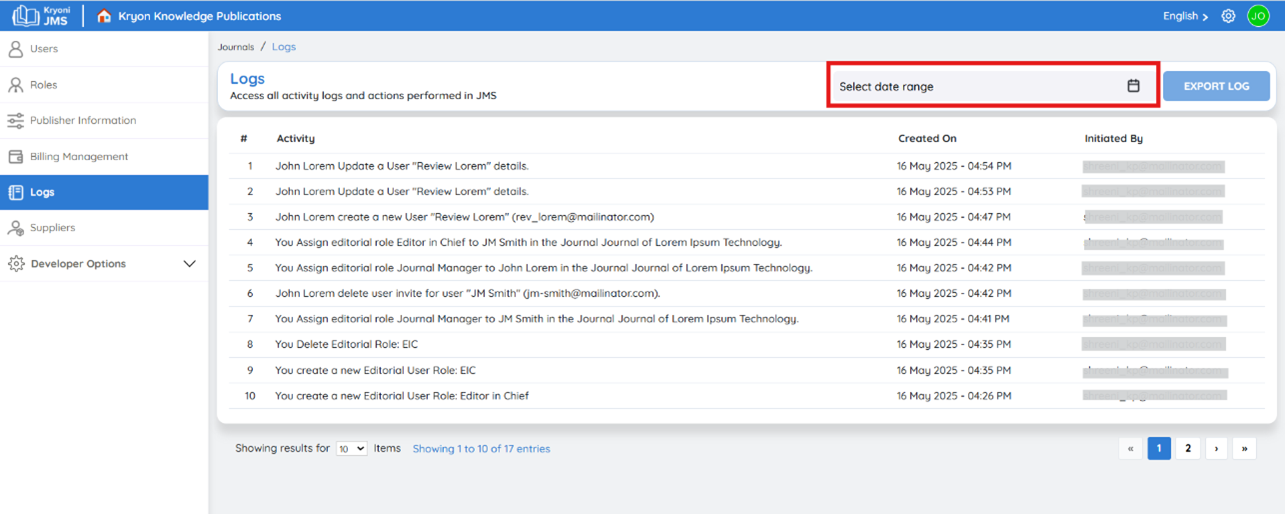 Kryoni
JMS
Kryon Knowledge Publications
English >
JO
Users
Roles
Publisher Information
Billing Management
Logs
Suppliers
Developer Options
Journals / Logs
Logs
Access all activity logs and actions performed in JMS
Select date range
EXPORT LOG
# Activity Created On Initiated By
1 John Lorem Update a User "Review Lorem" details. 16 May 2025 - 04:54 PM
2 John Lorem Update a User "Review Lorem" details. 16 May 2025 - 04:53 PM
3 John Lorem create a new User "Review Lorem" (rev_lorem@mailinator.com) 16 May 2025 - 04:47 PM
4 You Assign editorial role Editor in Chief to JM Smith in the Journal Journal of Lorem Ipsum Technology. 16 May 2025 - 04:44 PM
5 You Assign editorial role Journal Manager to John Lorem in the Journal Journal of Lorem Ipsum Technology. 16 May 2025 - 04:42 PM
6 John Lorem delete user invite for user "JM Smith" (jm-smith@mailinator.com). 16 May 2025 - 04:42 PM
7 You Assign editorial role Journal Manager to JM Smith in the Journal Journal of Lorem Ipsum Technology. 16 May 2025 - 04:41 PM
8 You Delete Editorial Role: EIC 16 May 2025 - 04:35 PM
9 You create a new Editorial User Role: EIC 16 May 2025 - 04:35 PM
10 You create a new Editorial User Role: Editor in Chief 16 May 2025 - 04:26 PM
Showing results for 10 Items Showing 1 to 10 of 17 entries
« 1 2 › »